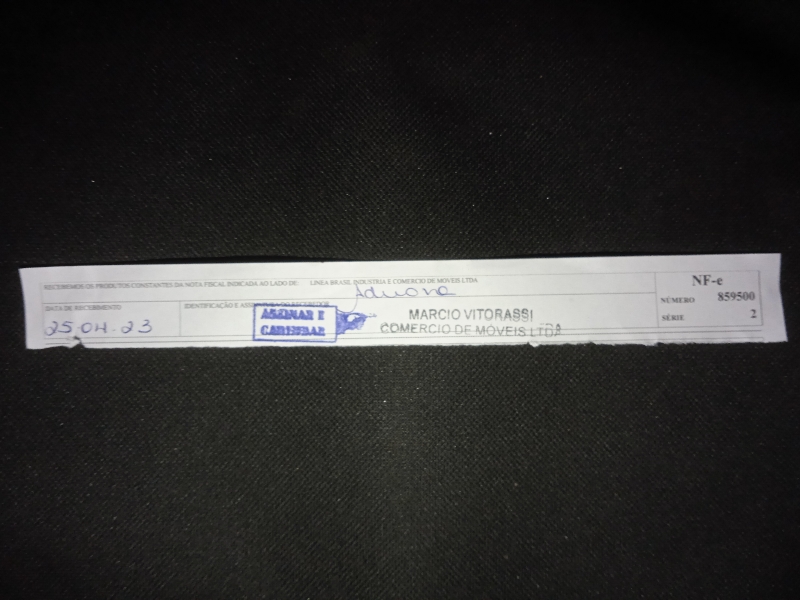 RECEBEMOS OS PRODUTOS CONSTANTES DA NOTA FISCAL INDICADA AO LADO DE: LINEA BRASIL INDUSTRIA E COMERCIO DE MOVEIS LTDA
NF-e
NÚMERO 859500
SÉRIE 2
DATA DE RECEBIMENTO
25.04.23
IDENTIFICAÇÃO E ASSINATURA DO RECEBEDOR
ASSINAR E
CARIMBAR
MARCIO VITORASSI
COMERCIO DE MÓVEIS LTDA